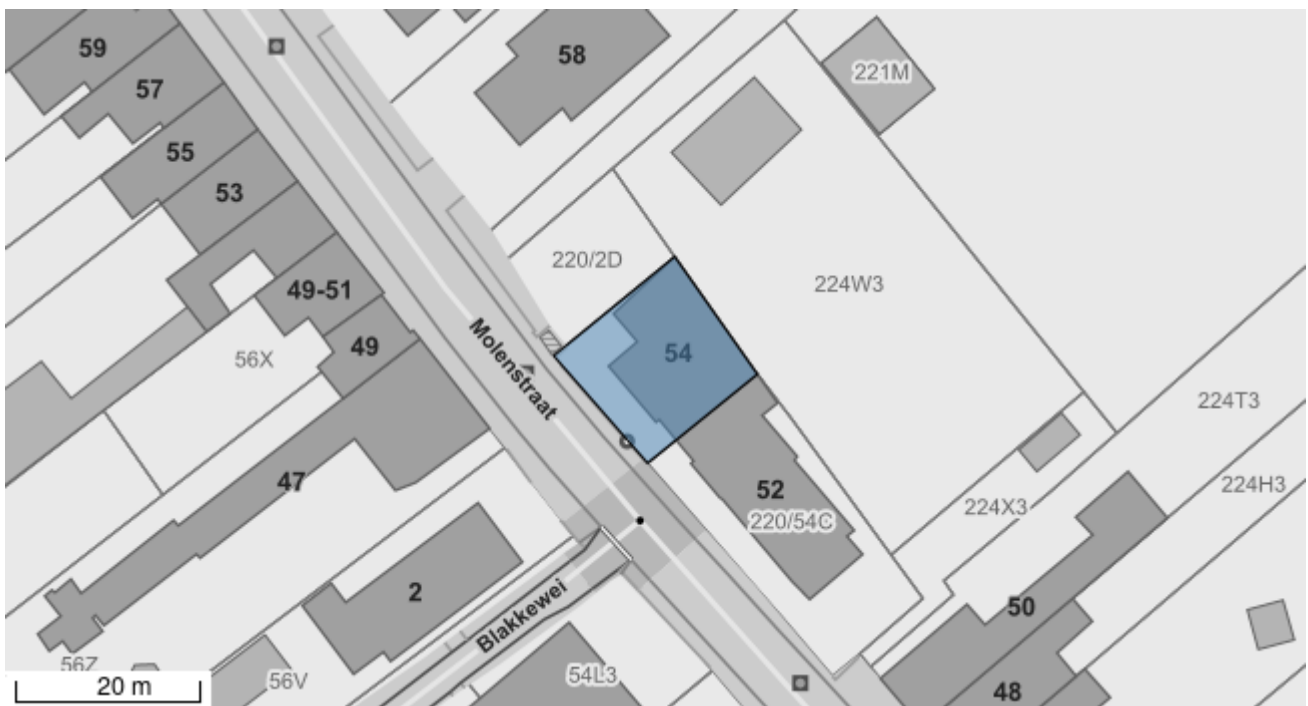 59
58
57
221M
55
53
220/2D
224W3
49-51
Molenstraat
49
54
56X
224T3
47
52
224H3
224X3
220/54C
2
Blakkewei
50
56Z
56V
54L3
20 m
48